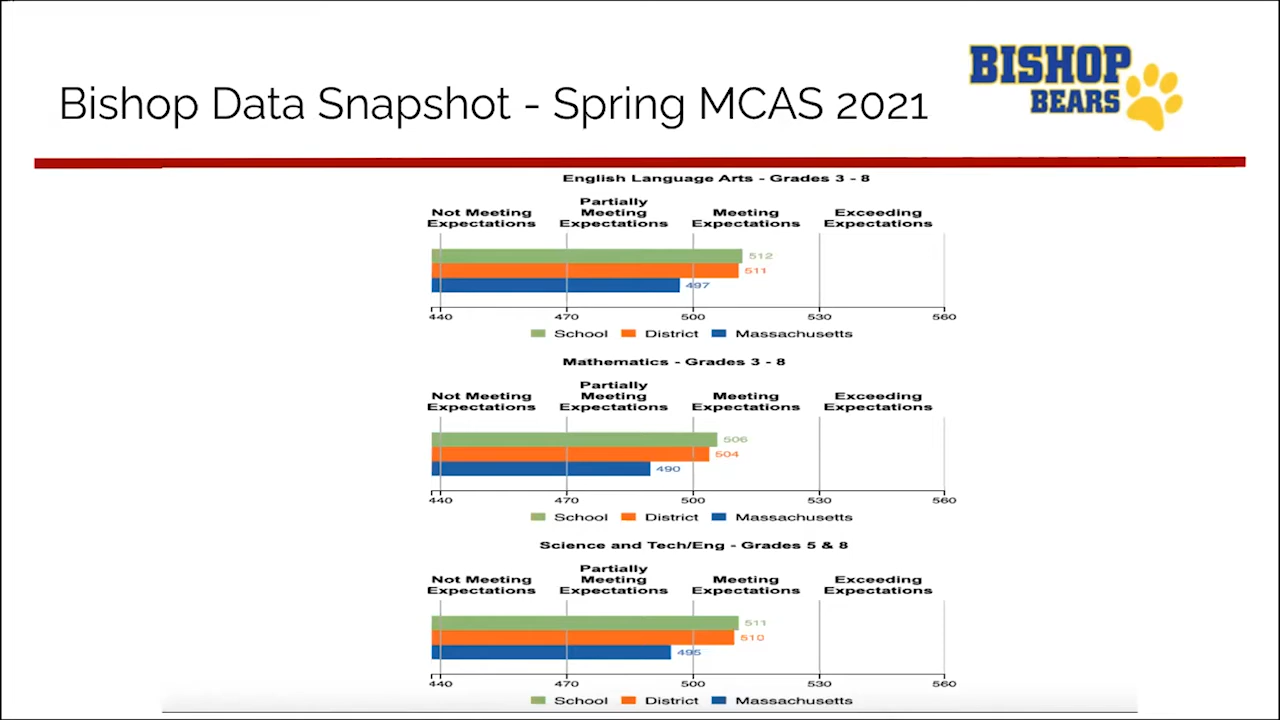 BISHOP
BEARS
Bishop Data Snapshot - Spring MCAS 2021
English Language Arts - Grades 3 - 8
Not Meeting Expectations
Partially Meeting Expectations
Meeting Expectations
Exceeding Expectations
512
511
497
440 470 500 530 560
School District Massachusetts
Mathematics - Grades 3 - 8
Not Meeting Expectations
Partially Meeting Expectations
Meeting Expectations
Exceeding Expectations
506
504
490
440 470 500 530 560
School District Massachusetts
Science and Tech/Eng - Grades 5 & 8
Not Meeting Expectations
Partially Meeting Expectations
Meeting Expectations
Exceeding Expectations
511
510
495
440 470 500 530 560
School District Massachusetts